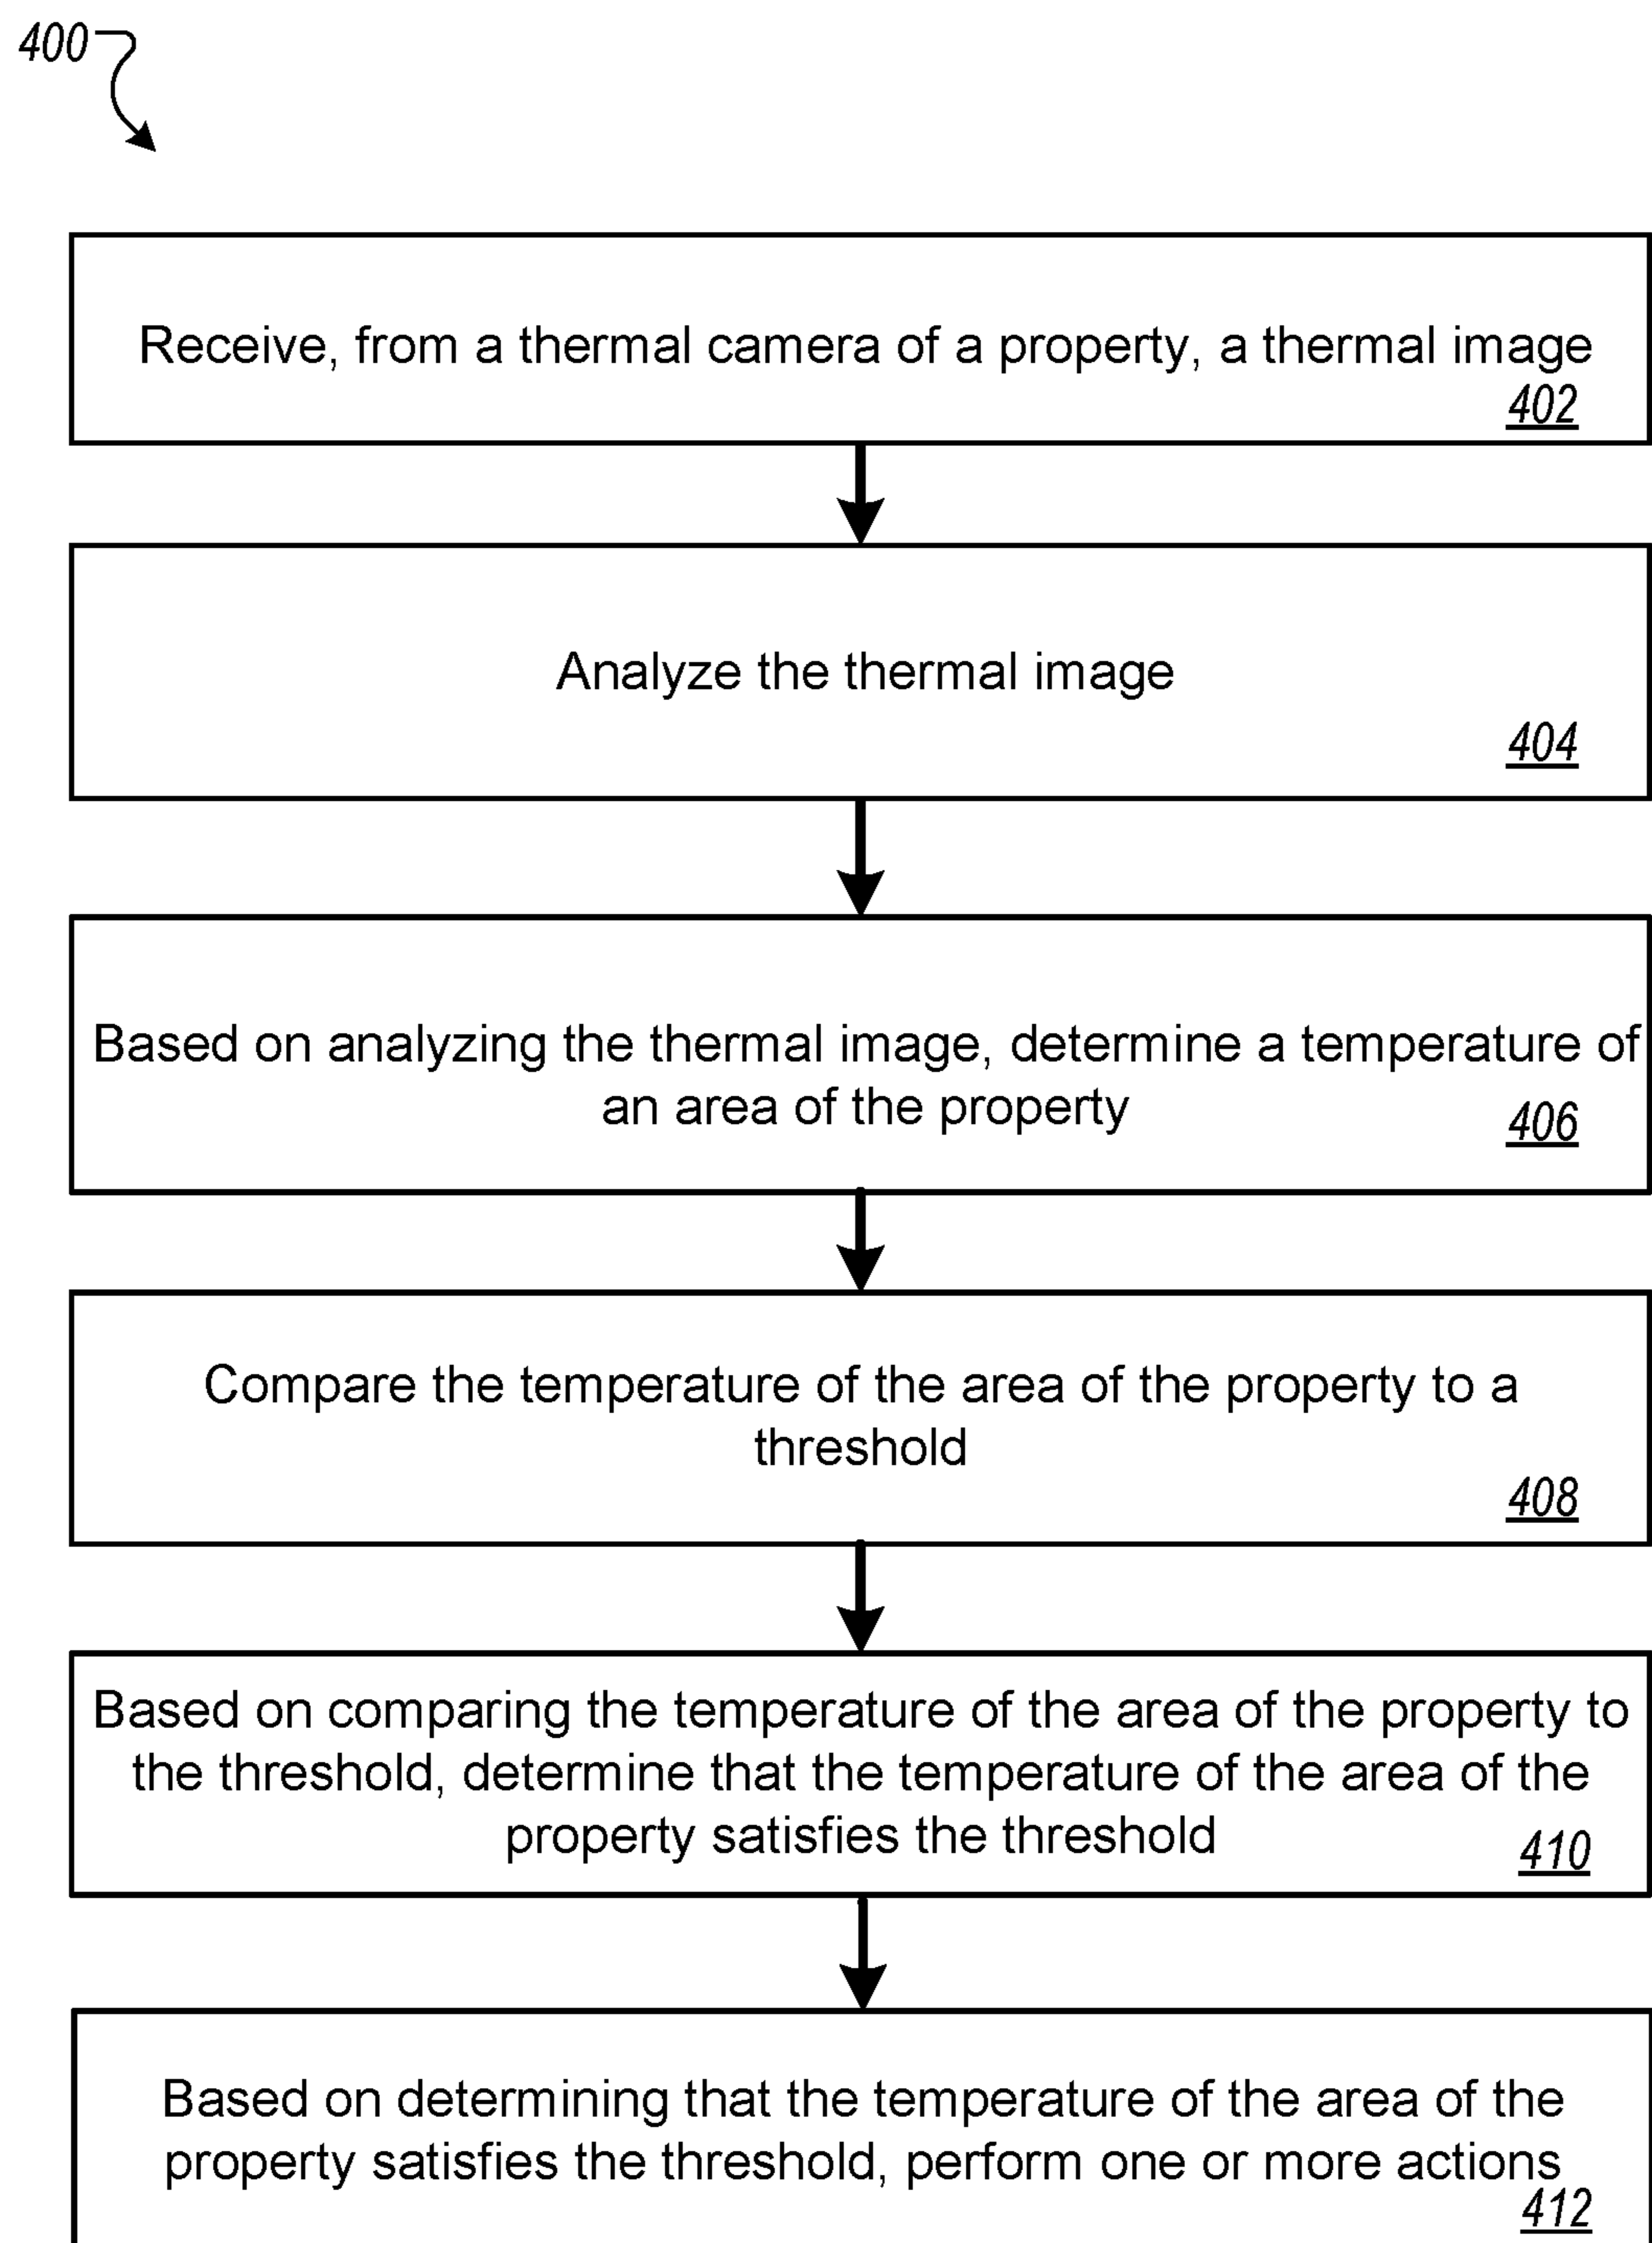 400
Receive, from a thermal camera of a property, a thermal image
402
Analyze the thermal image
404
Based on analyzing the thermal image, determine a temperature of
an area of the property
406
Compare the temperature of the area of the property to a
threshold
408
Based on comparing the temperature of the area of the property to
the threshold, determine that the temperature of the area of the
property satisfies the threshold
410
Based on determining that the temperature of the area of the
property satisfies the threshold, perform one or more actions
412